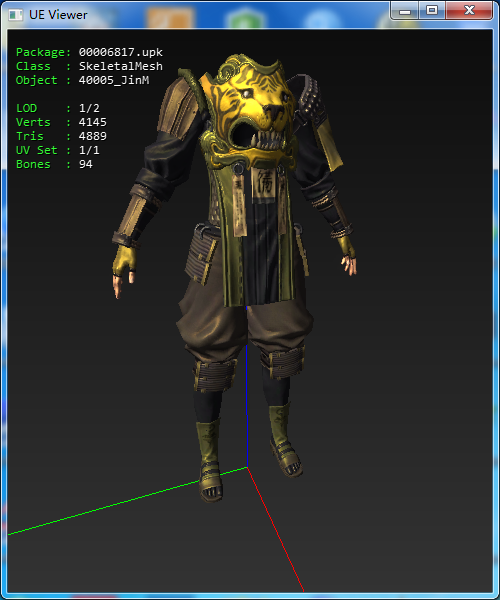 UE Viewer
Package: 00006817.upk
Class : SkeletalMesh
Object : 40005_JinM
LOD : 1/2
Verts : 4145
Tris : 4889
UV Set : 1/1
Bones : 94